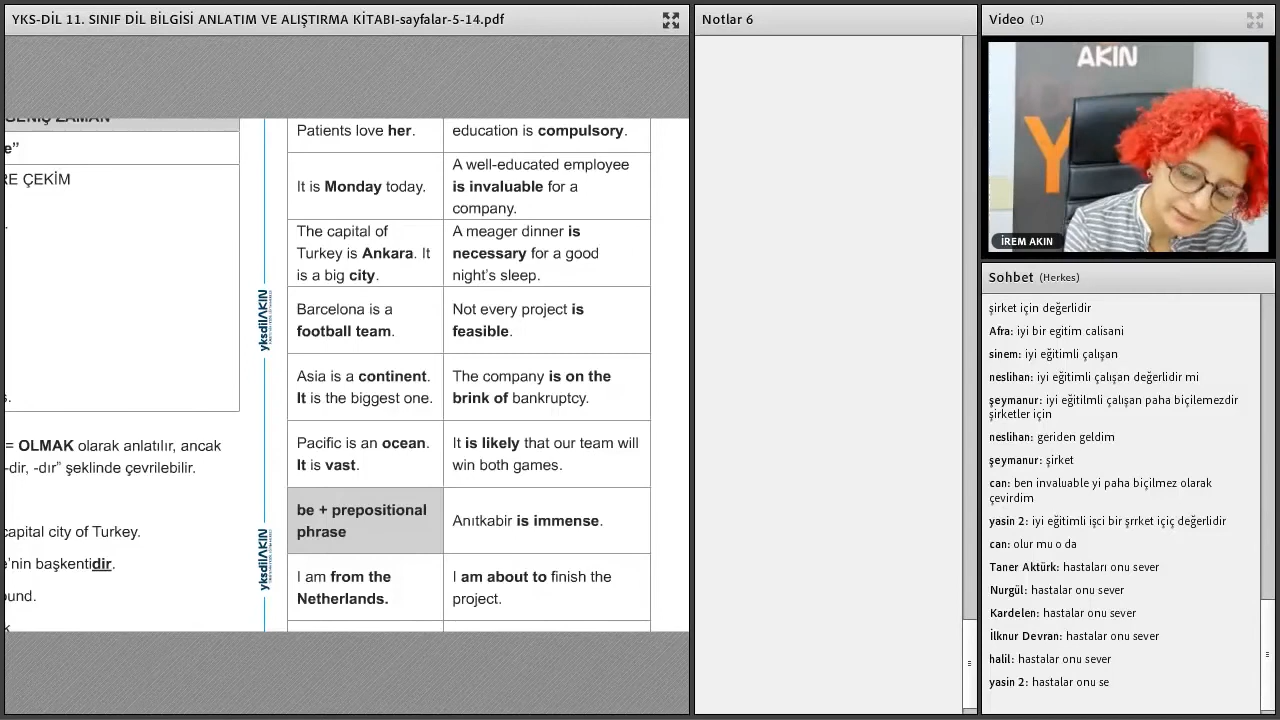 YKS-DİL 11. SINIF DİL BİLGİSİ ANLATIM VE ALIŞTIRMA KİTABI-sayfalar-5-14.pdf
GENİŞ ZAMAN
e”
RE ÇEKİM
.
s.
= OLMAK olarak anlatılır, ancak
-dir, -dır” şeklinde çevrilebilir.
capital city of Turkey.
e’nin başkentidir.
ound.
yksdilAKIN
yksdilAKIN
Patients love her.
education is compulsory.
It is Monday today.
A well-educated employee
is invaluable for a
company.
The capital of
Turkey is Ankara. It
is a big city.
A meager dinner is
necessary for a good
night’s sleep.
Barcelona is a
football team.
Not every project is
feasible.
Asia is a continent.
It is the biggest one.
The company is on the
brink of bankruptcy.
Pacific is an ocean.
It is vast.
It is likely that our team will
win both games.
be + prepositional
phrase
Anıtkabir is immense.
I am from the
Netherlands.
I am about to finish the
project.
Notlar 6
Video (1)
AKIN
Y
İREM AKIN
Sohbet (Herkes)
şirket için değerlidir
Afra: iyi bir egitim calisani
sinem: iyi eğitimli çalışan
neslihan: iyi eğitimli çalışan değerlidir mi
şeymanur: iyi eğitilmli çalışan paha biçilemezdir
şirketler için
neslihan: geriden geldim
şeymanur: şirket
can: ben invaluable yi paha biçilmez olarak
çevirdim
yasin 2: iyi eğitimli işci bir şrrket içiç değerlidir
can: olur mu o da
Taner Aktürk: hastaları onu sever
Nurgül: hastalar onu sever
Kardelen: hastalar onu sever
İlknur Devran: hastalar onu sever
halil: hastalar onu sever
yasin 2: hastalar onu se